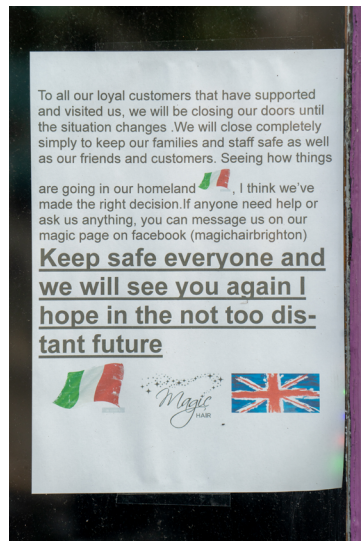 To all our loyal customers that have supported
and visited us, we will be closing our doors until
the situation changes .We will close completely
simply to keep our families and staff safe as well
as our friends and customers. Seeing how things
are going in our homeland , I think we've
made the right decision.If anyone need help or
ask us anything, you can message us on our
magic page on facebook (magichairbrighton)
Keep safe everyone and
we will see you again I
hope in the not too dis-
tant future
Magic
HAIR